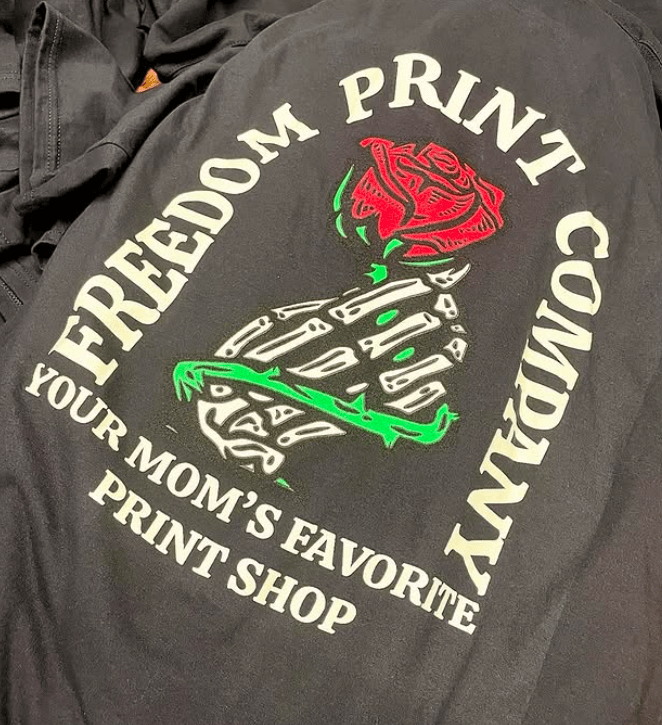 FREEDOM PRINT COMPANY
YOUR MOM'S FAVORITE
PRINT SHOP